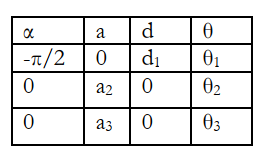 α a d θ
-π/2 0 d₁ θ₁
0 a₂ 0 θ₂
0 a₃ 0 θ₃